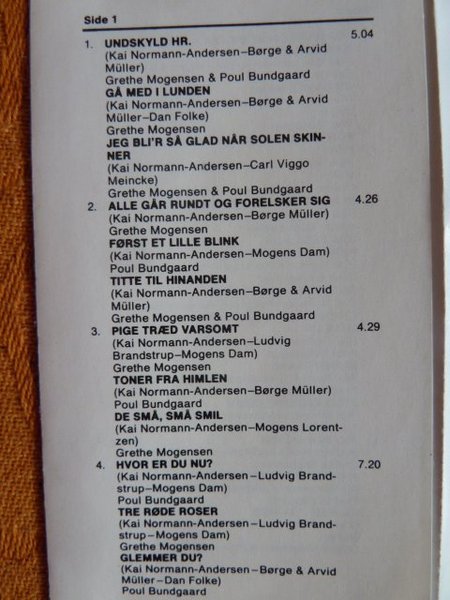 Side 1
1. UNDSKYLD HR. 5.04
(Kai Normann-Andersen–Børge & Arvid
Müller)
Grethe Mogensen & Poul Bundgaard
GÅ MED I LUNDEN
(Kai Normann-Andersen–Børge & Arvid
Müller–Dan Folke)
Grethe Mogensen
JEG BLI'R SÅ GLAD NÅR SOLEN SKIN-
NER
(Kai Normann-Andersen–Carl Viggo
Meincke)
Grethe Mogensen & Poul Bundgaard
2. ALLE GÅR RUNDT OG FORELSKER SIG 4.26
(Kai Normann-Andersen–Børge Müller)
Grethe Mogensen
FØRST ET LILLE BLINK
(Kai Normann-Andersen–Mogens Dam)
Poul Bundgaard
TITTE TIL HINANDEN
(Kai Normann-Andersen–Børge & Arvid
Müller)
Grethe Mogensen & Poul Bundgaard
3. PIGE TRÆD VARSOMT 4.29
(Kai Normann-Andersen–Ludvig
Brandstrup–Mogens Dam)
Grethe Mogensen
TONER FRA HIMLEN
(Kai Normann-Andersen–Børge Müller)
Poul Bundgaard
DE SMÅ, SMÅ SMIL
(Kai Normann-Andersen–Mogens Lorent-
zen)
Grethe Mogensen
4. HVOR ER DU NU? 7.20
(Kai Normann-Andersen–Ludvig Brand-
strup–Mogens Dam)
Poul Bundgaard
TRE RØDE ROSER
(Kai Normann-Andersen–Ludvig Brand-
strup–Mogens Dam)
Grethe Mogensen
GLEMMER DU?
(Kai Normann-Andersen–Børge & Arvid
Müller–Dan Folke)
Poul Bundgaard